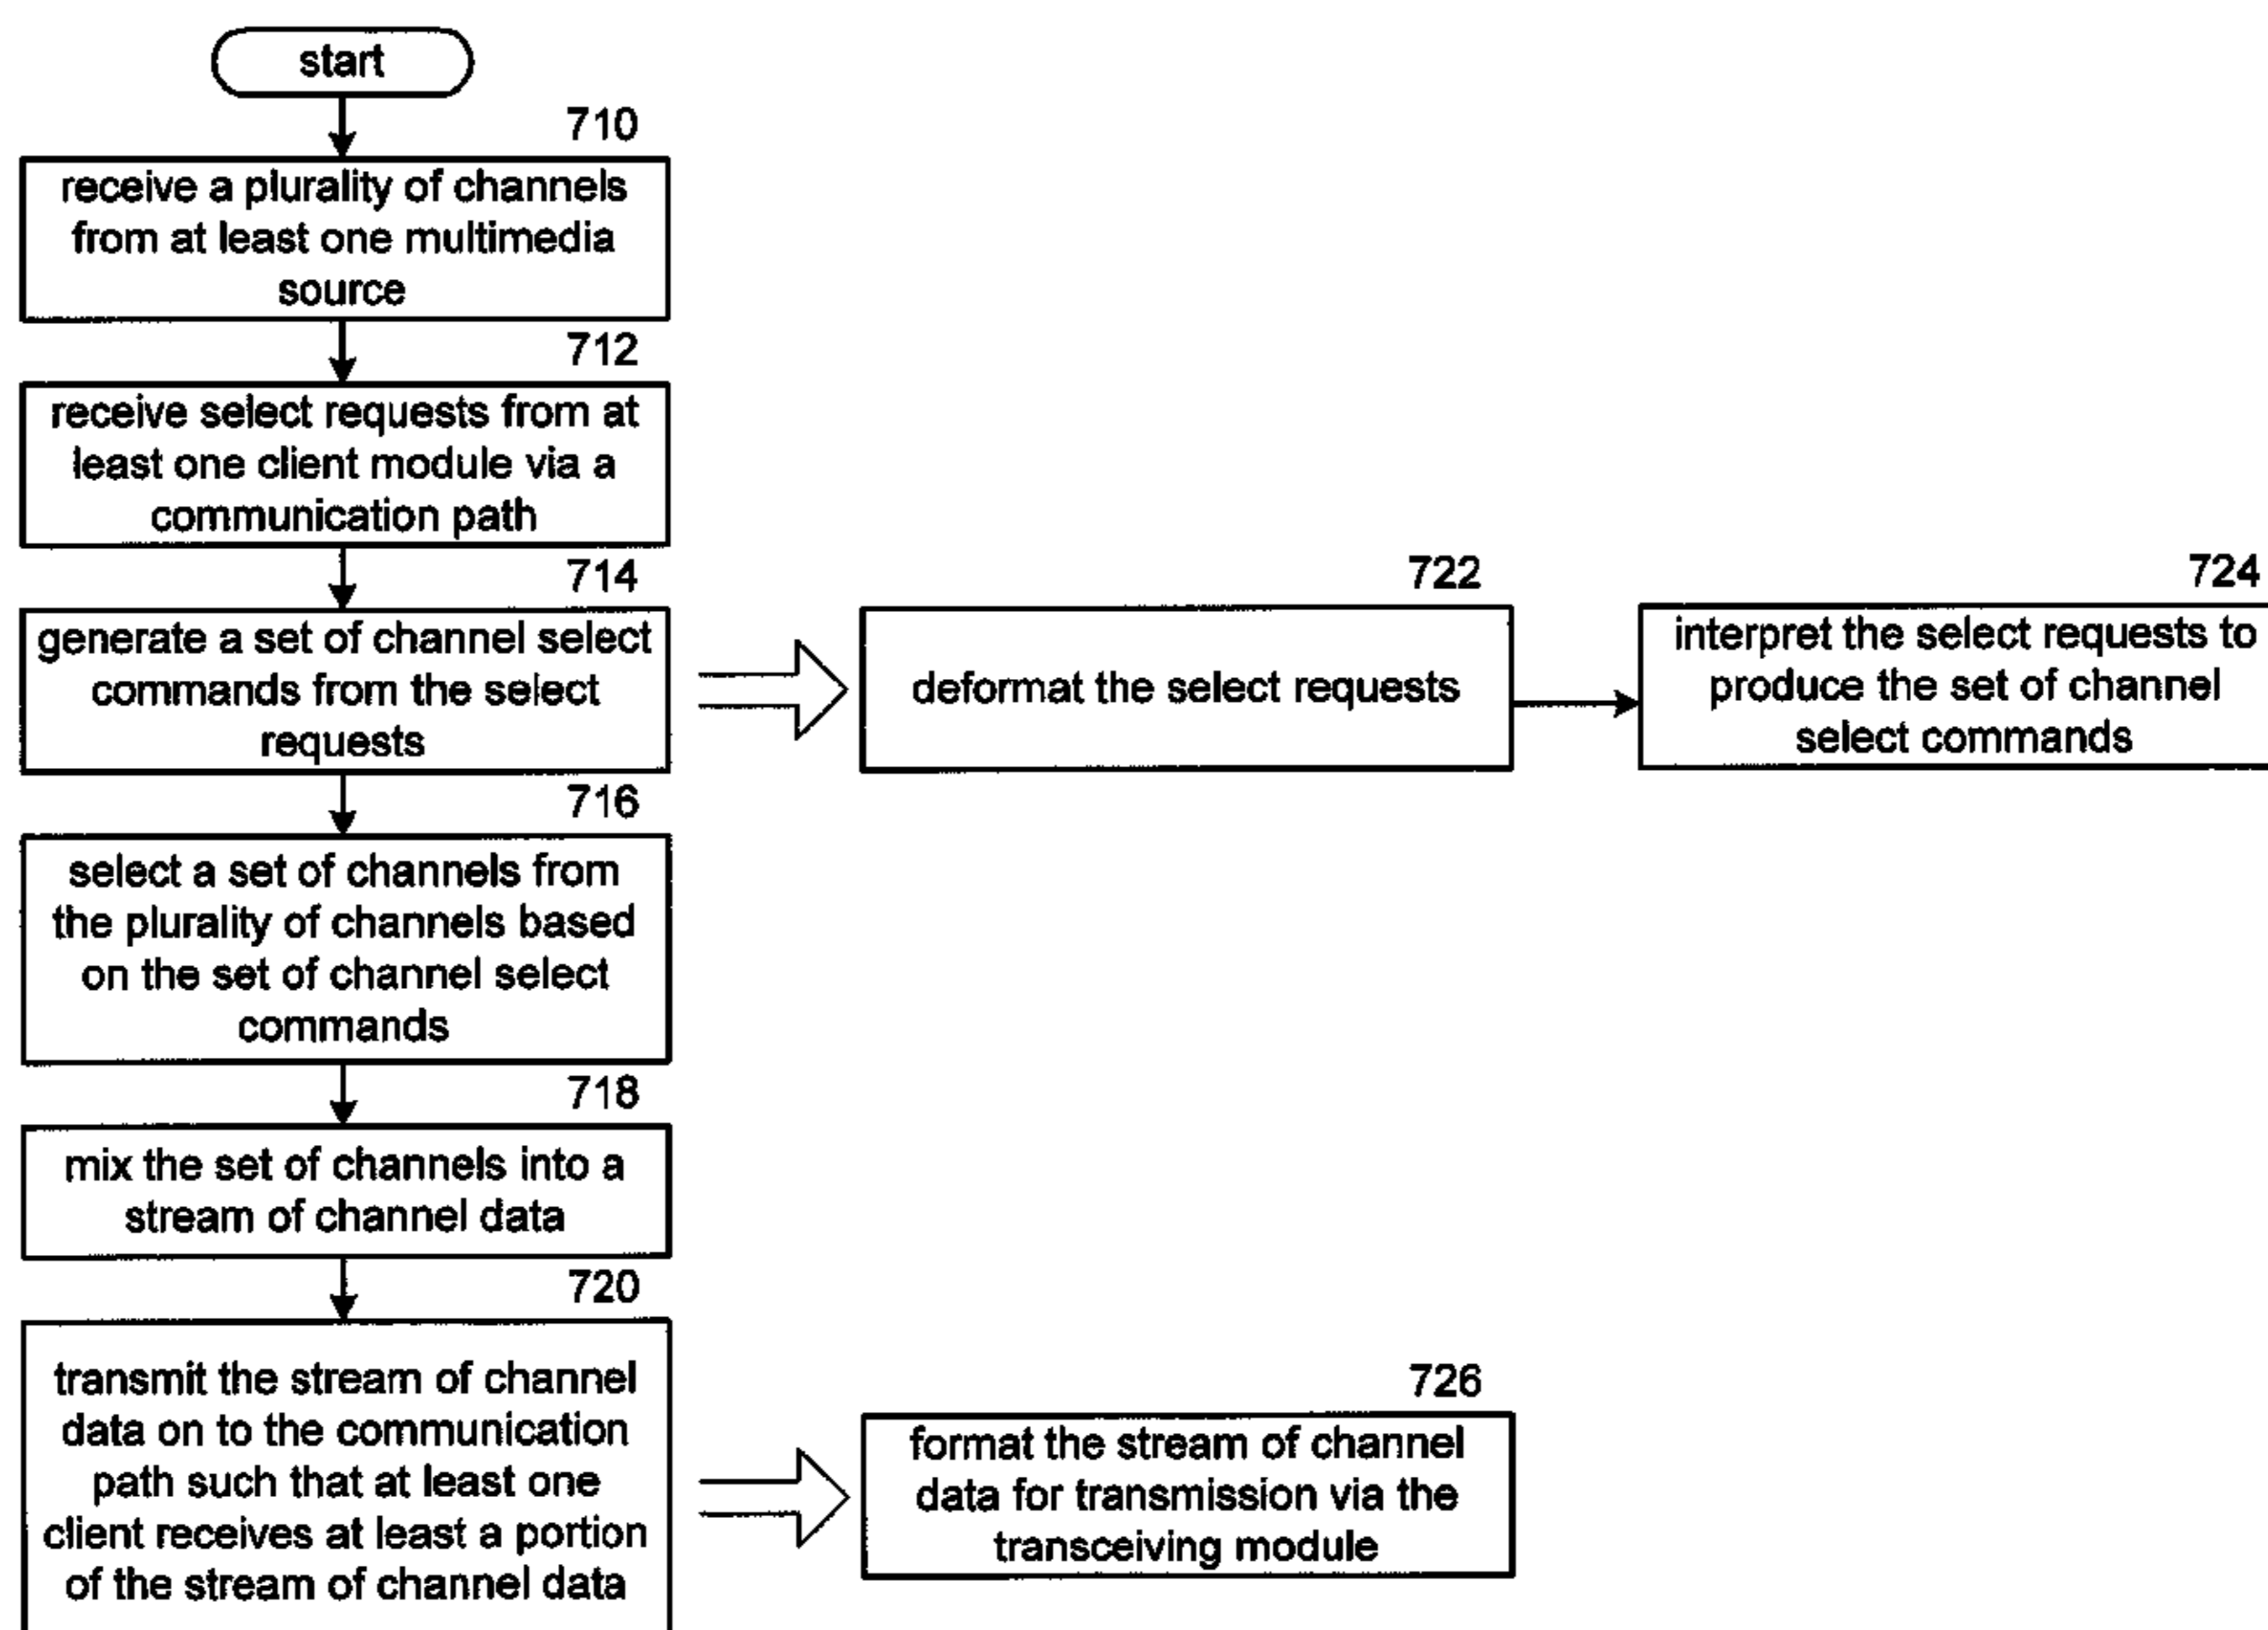 start
710
receive a plurality of channels
from at least one multimedia
source
712
receive select requests from at
least one client module via a
communication path
714
generate a set of channel select
commands from the select
requests
722
deformat the select requests
724
interpret the select requests to
produce the set of channel
select commands
716
select a set of channels from
the plurality of channels based
on the set of channel select
commands
718
mix the set of channels into a
stream of channel data
720
transmit the stream of channel
data on to the communication
path such that at least one
client receives at least a portion
of the stream of channel data
726
format the stream of channel
data for transmission via the
transceiving module